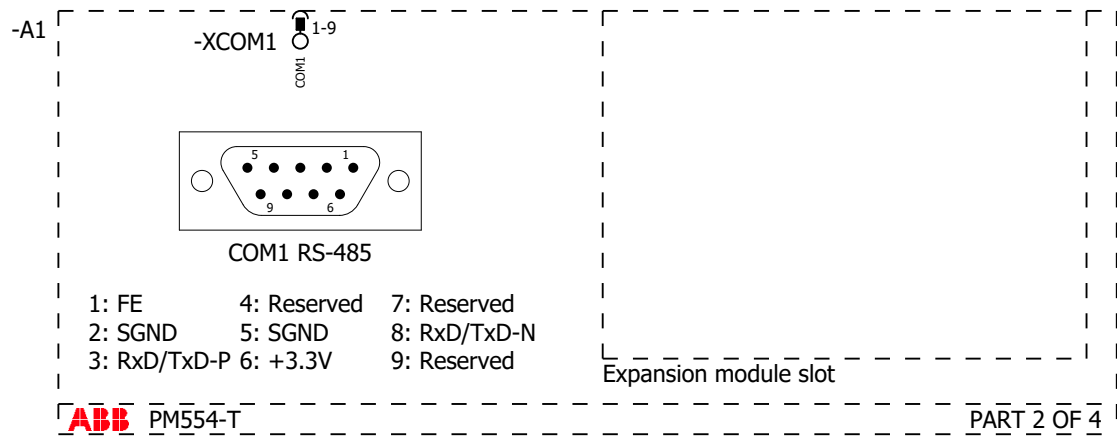 -A1
1-9
-XCOM1
COM1
5 1
9 6
COM1 RS-485
1: FE 4: Reserved 7: Reserved
2: SGND 5: SGND 8: RxD/TxD-N
3: RxD/TxD-P 6: +3.3V 9: Reserved
Expansion module slot
ABB PM554-T PART 2 OF 4